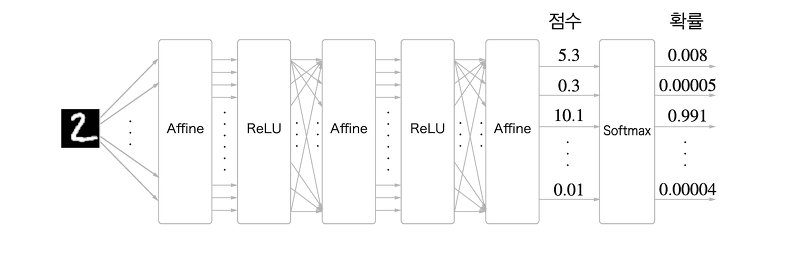 점수 확률
5.3 0.008
0.3 0.00005
10.1 0.991
2 Affine ReLU Affine ReLU Affine Softmax
0.01 0.00004